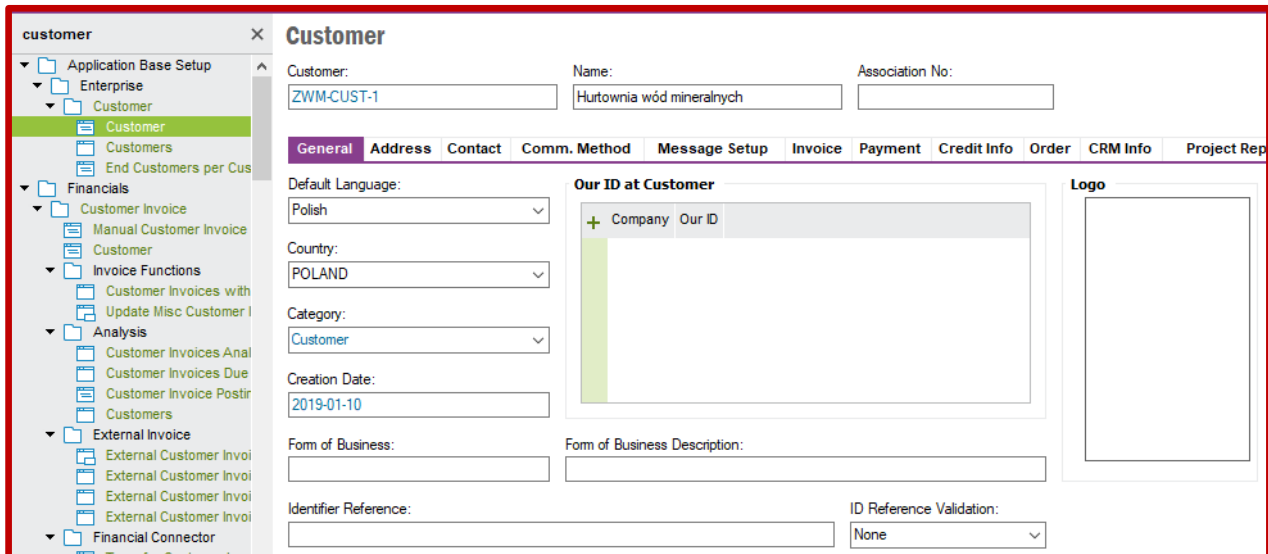 customer
Application Base Setup
Enterprise
Customer
Customer
Customers
End Customers per Cus
Financials
Customer Invoice
Manual Customer Invoice
Customer
Invoice Functions
Customer Invoices with
Update Misc Customer I
Analysis
Customer Invoices Anal
Customer Invoices Due
Customer Invoice Postin
Customers
External Invoice
External Customer Invoi
External Customer Invoi
External Customer Invoi
External Customer Invoi
Financial Connector
Customer
Customer: Name: Association No:
ZWM-CUST-1 Hurtownia wód mineralnych
General Address Contact Comm. Method Message Setup Invoice Payment Credit Info Order CRM Info Project Rep
Default Language:
Polish
Country:
POLAND
Category:
Customer
Creation Date:
2019-01-10
Our ID at Customer
Company Our ID
Logo
Form of Business: Form of Business Description:
Identifier Reference: ID Reference Validation:
None